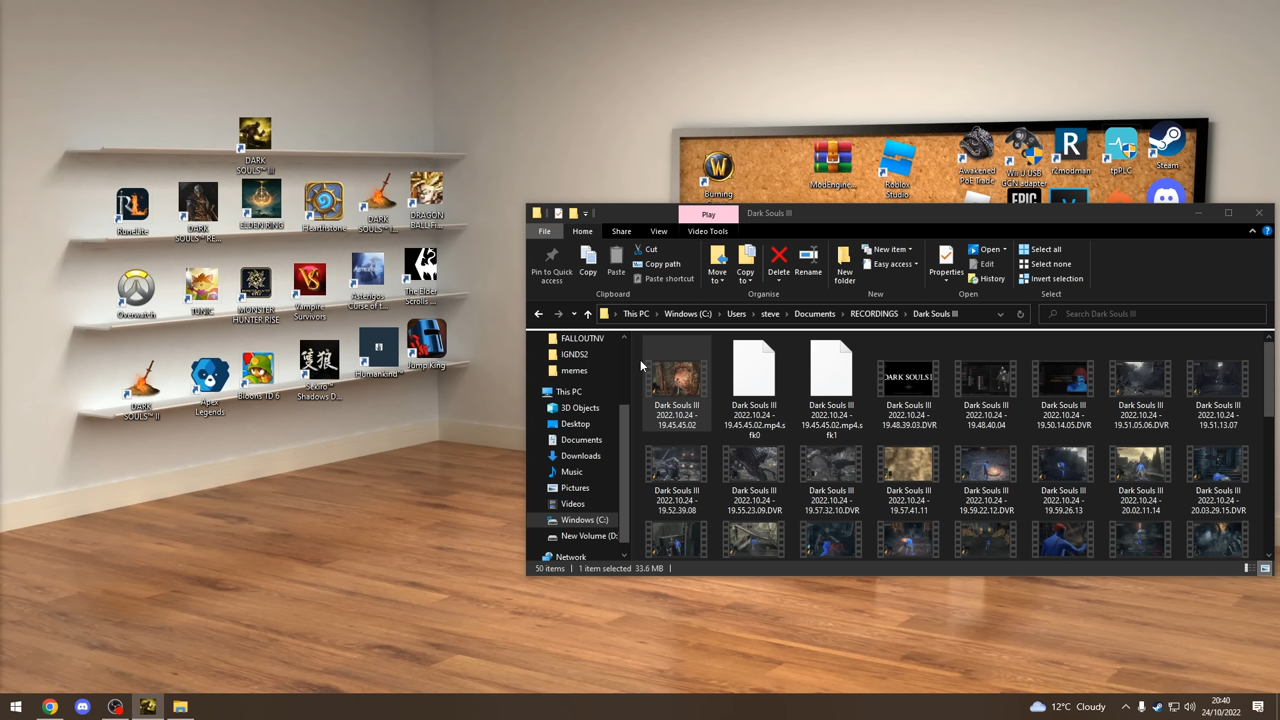 DARK
SOULS™ III
RuneLite
DARK
SOULS™ RE...
ELDEN RING
Hearthstone
DARK
SOULS™ I...
DRAGON
BALL Fi...
Overwatch
TUNIC
MONSTER
HUNTER RISE
Vampire
Survivors
Asterigos
Curse of t...
The Elder
Scrolls ...
DARK
SOULS™ II
Apex
Legends
Bloons TD 6
Sekiro™
Shadows D...
Humankind™
Jump King
Burning
ModEngine...
Roblox
Studio
Awakened
PoE Trade
Wii U USB
GCN adapter
r2modman
tpPLC
Steam
EPIC
Play
Dark Souls III
File
Home
Share
View
Video Tools
Pin to Quick
access
Copy
Paste
Cut
Copy path
Paste shortcut
Move
to
Copy
to
Delete
Rename
New
folder
New item
Easy access
Properties
Open
Edit
History
Select all
Select none
Invert selection
Clipboard
Organise
New
Open
Select
This PC
Windows (C:)
Users
steve
Documents
RECORDINGS
Dark Souls III
Search Dark Souls III
FALLOUTNV
IGNDS2
memes
This PC
3D Objects
Desktop
Documents
Downloads
Music
Pictures
Videos
Windows (C:)
New Volume (D:
Network
Dark Souls III
2022.10.24 -
19.45.45.02
Dark Souls III
2022.10.24 -
19.45.45.02.mp4.s
fk0
Dark Souls III
2022.10.24 -
19.45.45.02.mp4.s
fk1
Dark Souls III
2022.10.24 -
19.48.39.03.DVR
Dark Souls III
2022.10.24 -
19.48.40.04
Dark Souls III
2022.10.24 -
19.50.14.05.DVR
Dark Souls III
2022.10.24 -
19.51.05.06.DVR
Dark Souls III
2022.10.24 -
19.51.13.07
Dark Souls III
2022.10.24 -
19.52.39.08
Dark Souls III
2022.10.24 -
19.55.23.09.DVR
Dark Souls III
2022.10.24 -
19.57.32.10.DVR
Dark Souls III
2022.10.24 -
19.57.41.11
Dark Souls III
2022.10.24 -
19.59.22.12.DVR
Dark Souls III
2022.10.24 -
19.59.26.13
Dark Souls III
2022.10.24 -
20.02.11.14
Dark Souls III
2022.10.24 -
20.03.29.15.DVR
50 items
1 item selected 33.6 MB
12°C Cloudy
20:40
24/10/2022